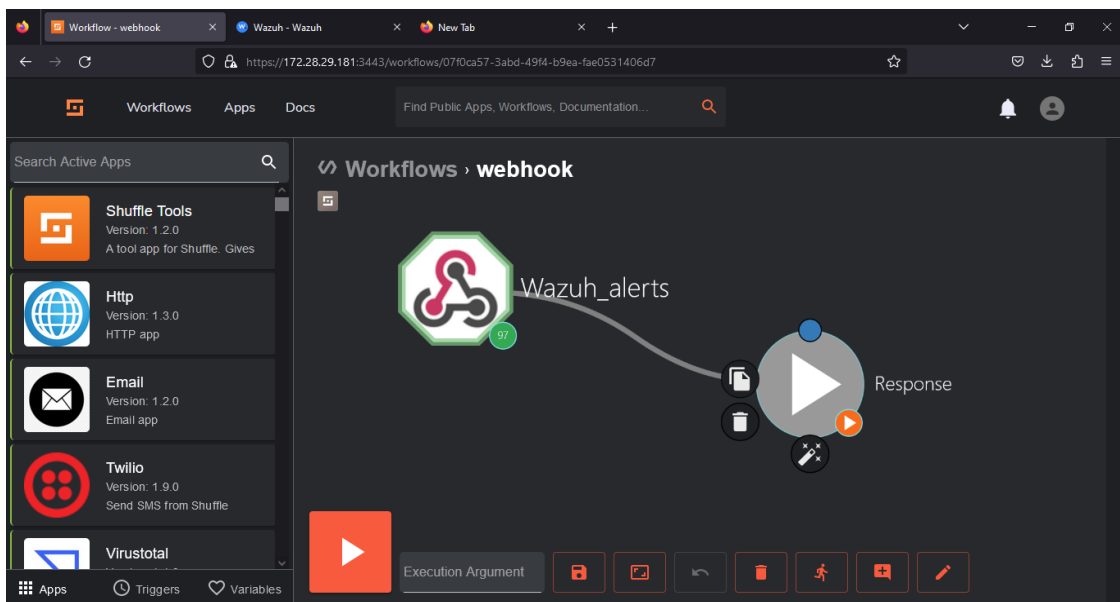 Workflow - webhook
Wazuh - Wazuh
New Tab
https://172.28.29.181:3443/workflows/07f0ca57-3abd-49f4-b9ea-fae0531406d7
Workflows Apps Docs
Find Public Apps, Workflows, Documentation...
Search Active Apps
Shuffle Tools
Version: 1.2.0
A tool app for Shuffle. Gives
Http
Version: 1.3.0
HTTP app
Email
Version: 1.2.0
Email app
Twilio
Version: 1.9.0
Send SMS from Shuffle
Virustotal
Apps Triggers Variables
Workflows › webhook
Wazuh_alerts
97
Response
Execution Argument